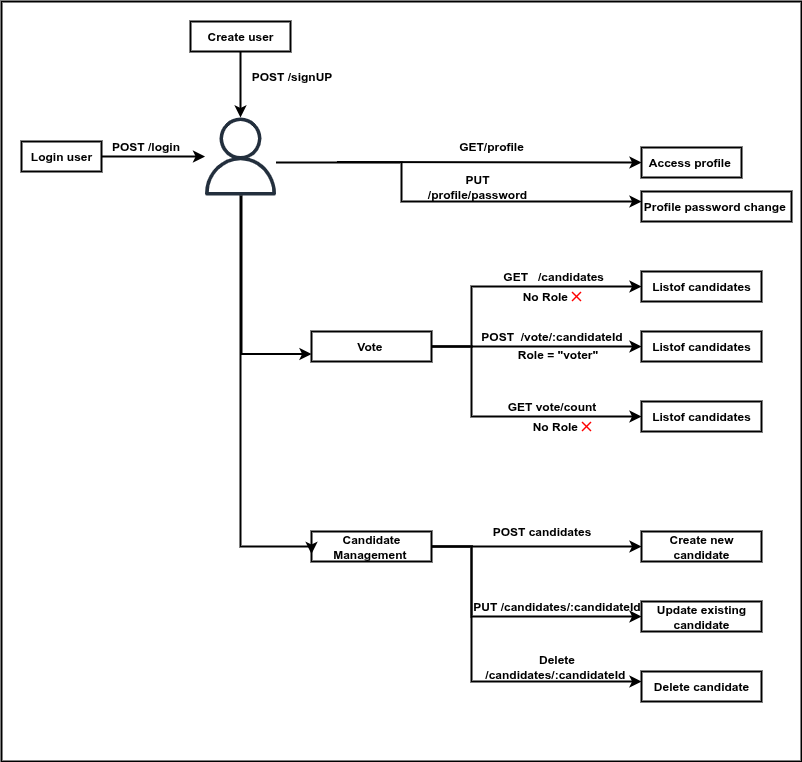 Create user
POST /signUP
Login user
POST /login
GET/profile
Access profile
PUT
/profile/password
Profile password change
GET /candidates
No Role
Listof candidates
Vote
POST /vote/:candidateId
Role = "voter"
Listof candidates
GET vote/count
No Role
Listof candidates
Candidate
Management
POST candidates
Create new
candidate
PUT /candidates/:candidateId
Update existing
candidate
Delete
/candidates/:candidateId
Delete candidate